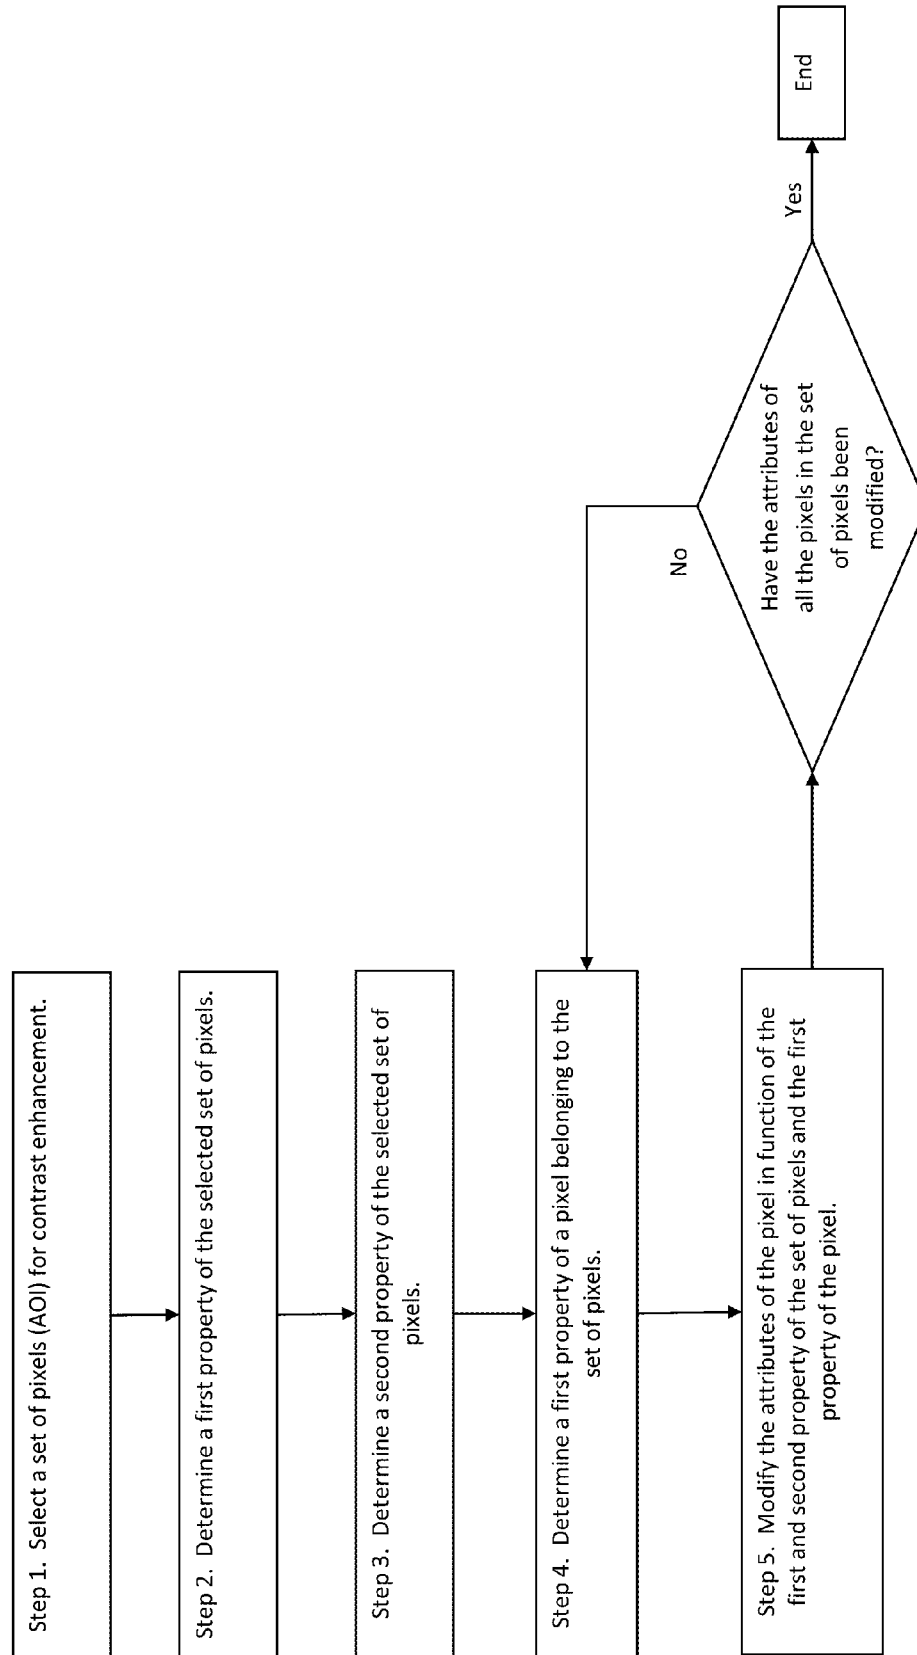 Step 1.  Select a set of pixels (AOI) for contrast enhancement.
Step 2.  Determine a first property of the selected set of pixels.
Step 3.  Determine a second property of the selected set of
pixels.
Step 4.  Determine a first property of a pixel belonging to the
set of pixels.
Step 5.  Modify the attributes of the pixel in function of the
first and second property of the set of pixels and the first
property of the pixel.
No
Have the attributes of
all the pixels in the set
of pixels been
modified?
Yes
End